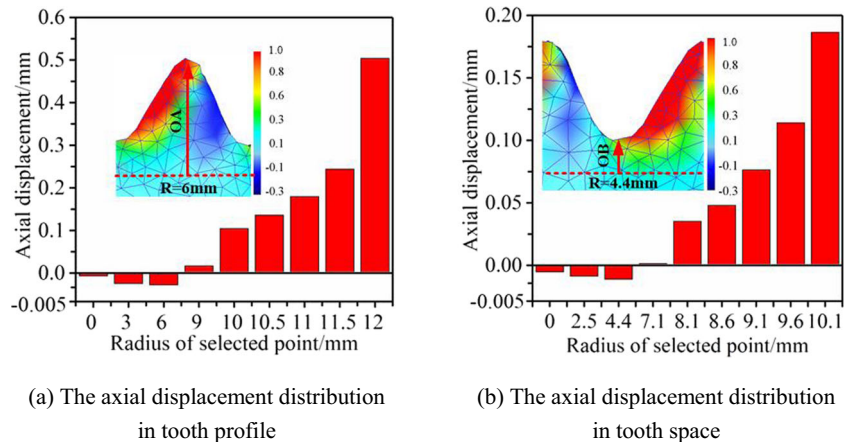 0.6
0.5
0.4
0.3
0.2
0.1
0.0
-0.005
Axial displacement/mm
1.0
0.8
0.6
0.3
0.1
-0.1
-0.3
OA
R=6mm
0 3 6 9 10 10.5 11 11.5 12
Radius of selected point/mm
(a) The axial displacement distribution
in tooth profile
0.20
0.15
0.10
0.05
0.00
-0.005
Axial displacement/mm
1.0
0.8
0.6
0.3
0.1
-0.1
-0.3
OB
R=4.4mm
0 2.5 4.4 7.1 8.1 8.6 9.1 9.6 10.1
Radius of selected point/mm
(b) The axial displacement distribution
in tooth space